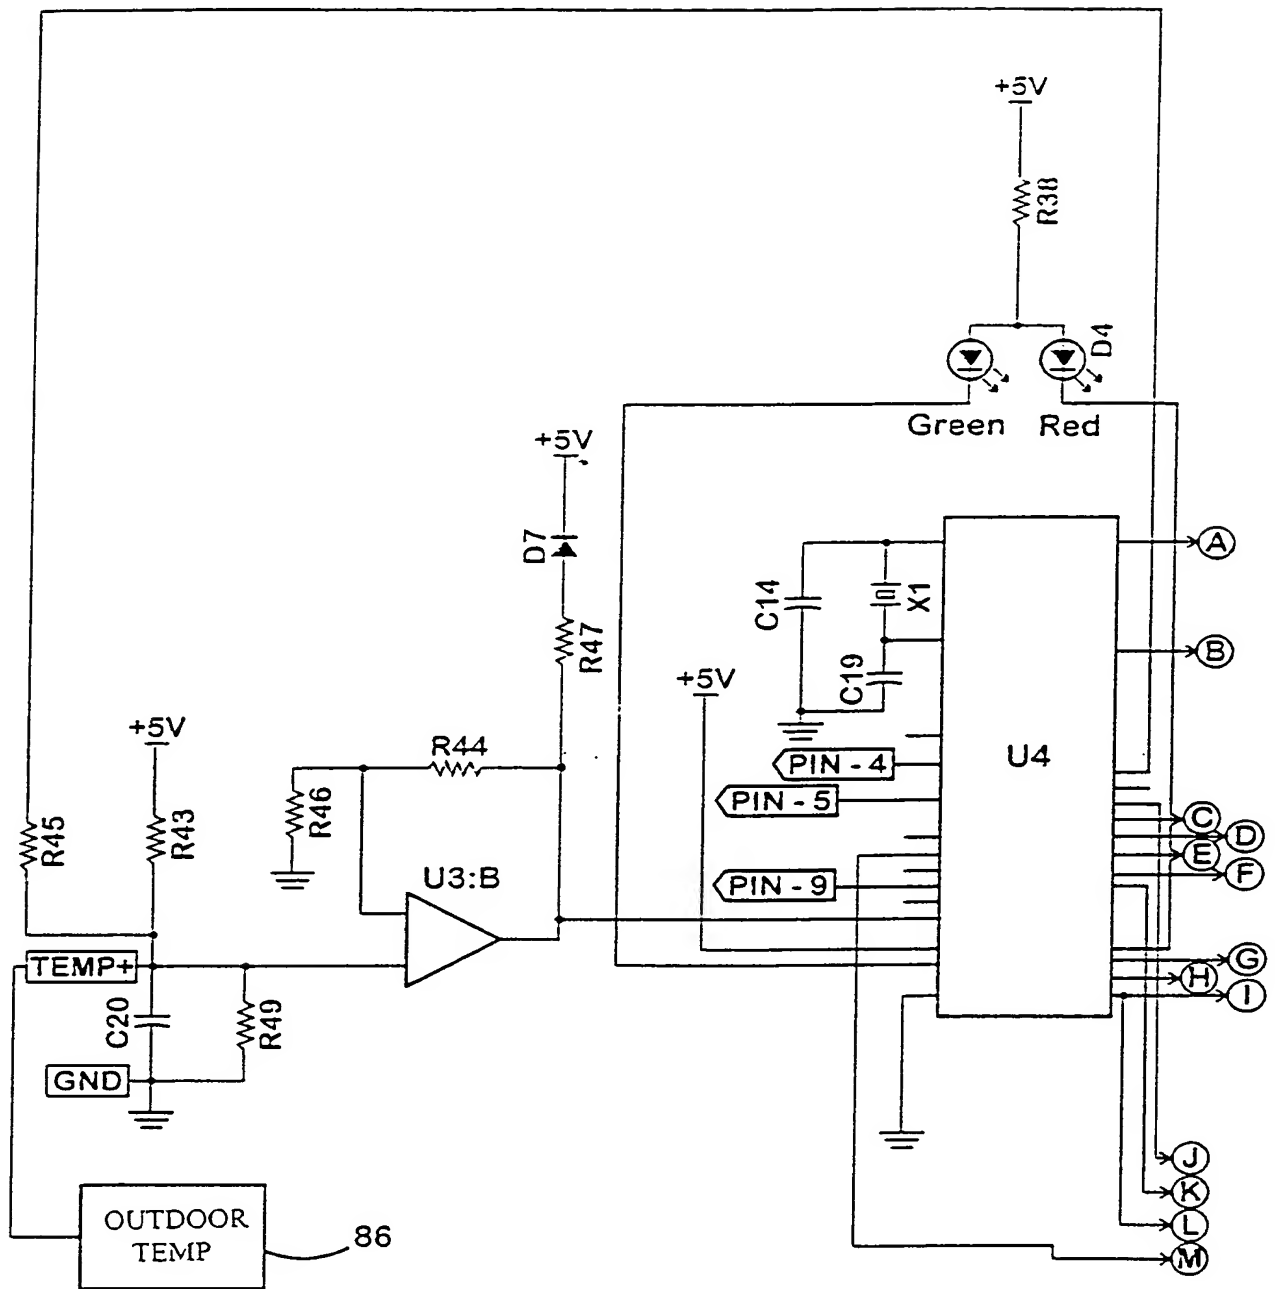 +5V
R38
D4
Green Red
+5V
D7
A
C14
X1
R47
B
C19
+5V
+5V
R44
U4
PIN - 4
PIN - 5
R46
R45
R43
C
D
E
F
U3:B
PIN - 9
TEMP+
G
H
I
C20
R49
GND
J
K
L
M
OUTDOOR
TEMP
86